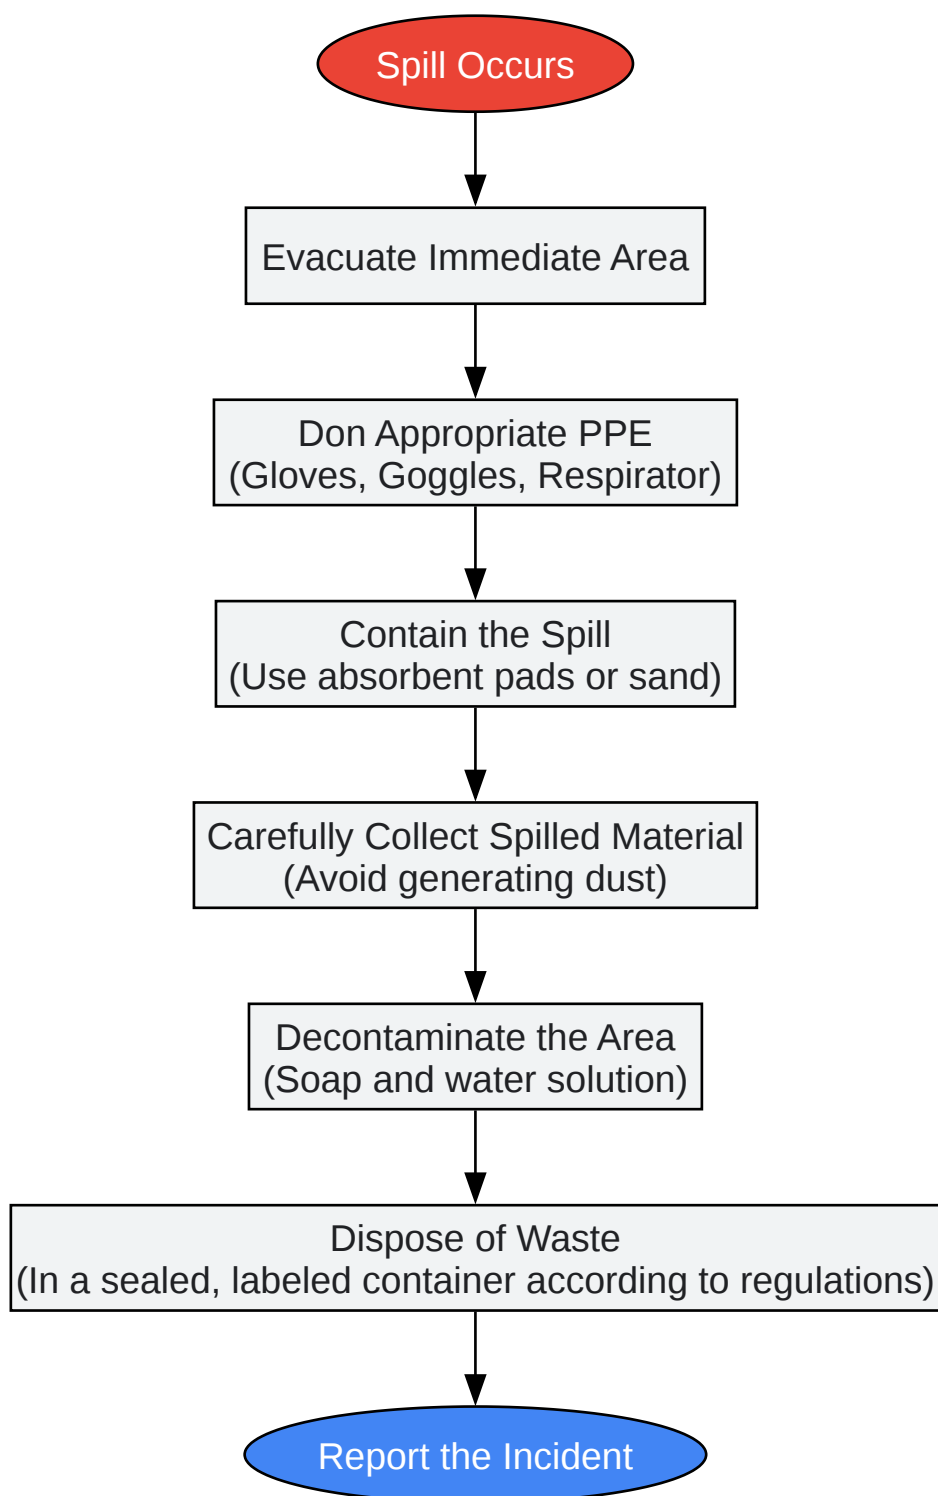 Spill Occurs
Evacuate Immediate Area
Don Appropriate PPE
(Gloves, Goggles, Respirator)
Contain the Spill
(Use absorbent pads or sand)
Carefully Collect Spilled Material
(Avoid generating dust)
Decontaminate the Area
(Soap and water solution)
Dispose of Waste
(In a sealed, labeled container according to regulations)
Report the Incident